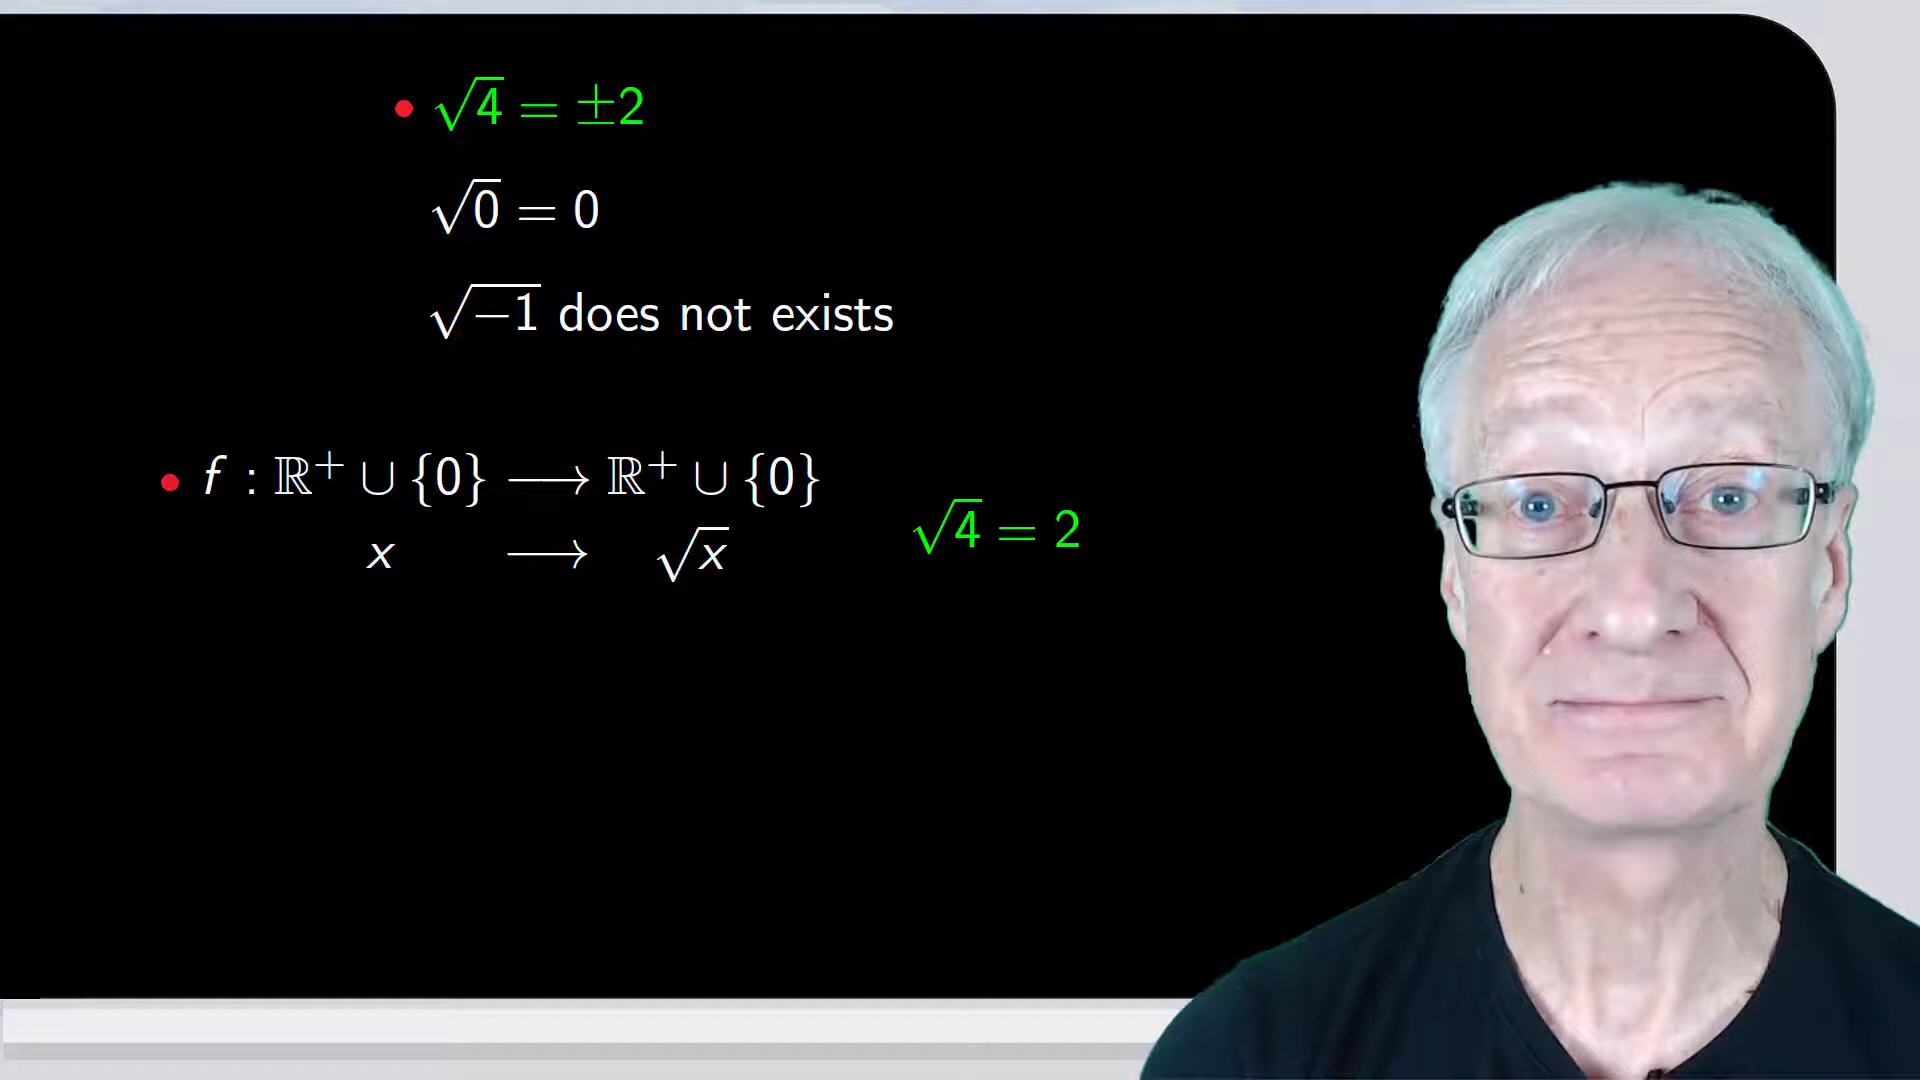 • √4 = ±2
√0 = 0
√−1 does not exists
• f : ℝ⁺ ∪ {0} ⟶ ℝ⁺ ∪ {0}
x ⟶ √x
√4 = 2